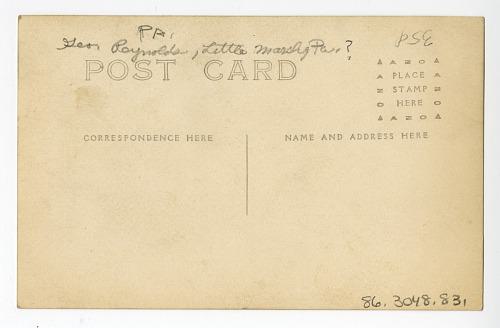 PA,
Geo. Reynolds, Little Marsh, Pa. ?
POST CARD
AZO
PLACE
STAMP
HERE
AZO
CORRESPONDENCE HERE
NAME AND ADDRESS HERE
86.3048.831